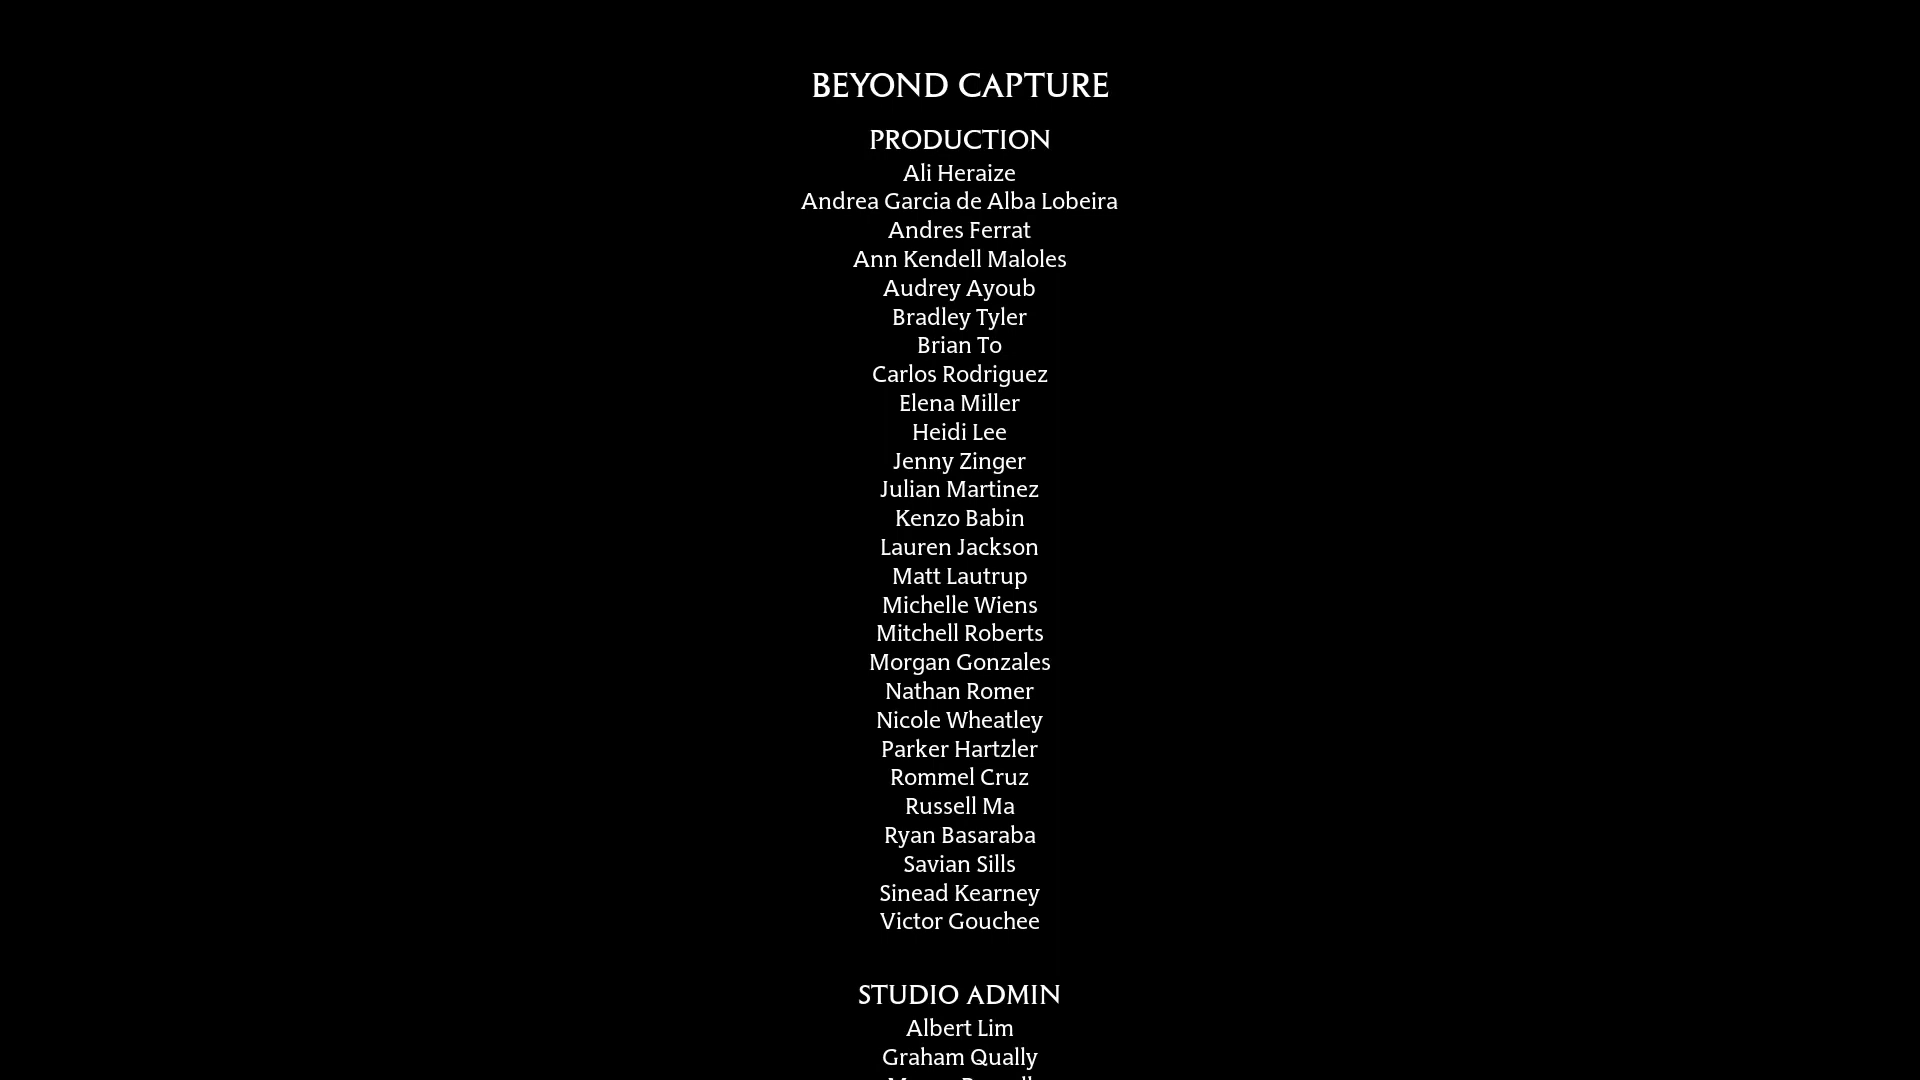 BEYOND CAPTURE
PRODUCTION
Ali Heraize
Andrea Garcia de Alba Lobeira
Andres Ferrat
Ann Kendell Maloles
Audrey Ayoub
Bradley Tyler
Brian To
Carlos Rodriguez
Elena Miller
Heidi Lee
Jenny Zinger
Julian Martinez
Kenzo Babin
Lauren Jackson
Matt Lautrup
Michelle Wiens
Mitchell Roberts
Morgan Gonzales
Nathan Romer
Nicole Wheatley
Parker Hartzler
Rommel Cruz
Russell Ma
Ryan Basaraba
Savian Sills
Sinead Kearney
Victor Gouchee
STUDIO ADMIN
Albert Lim
Graham Qually